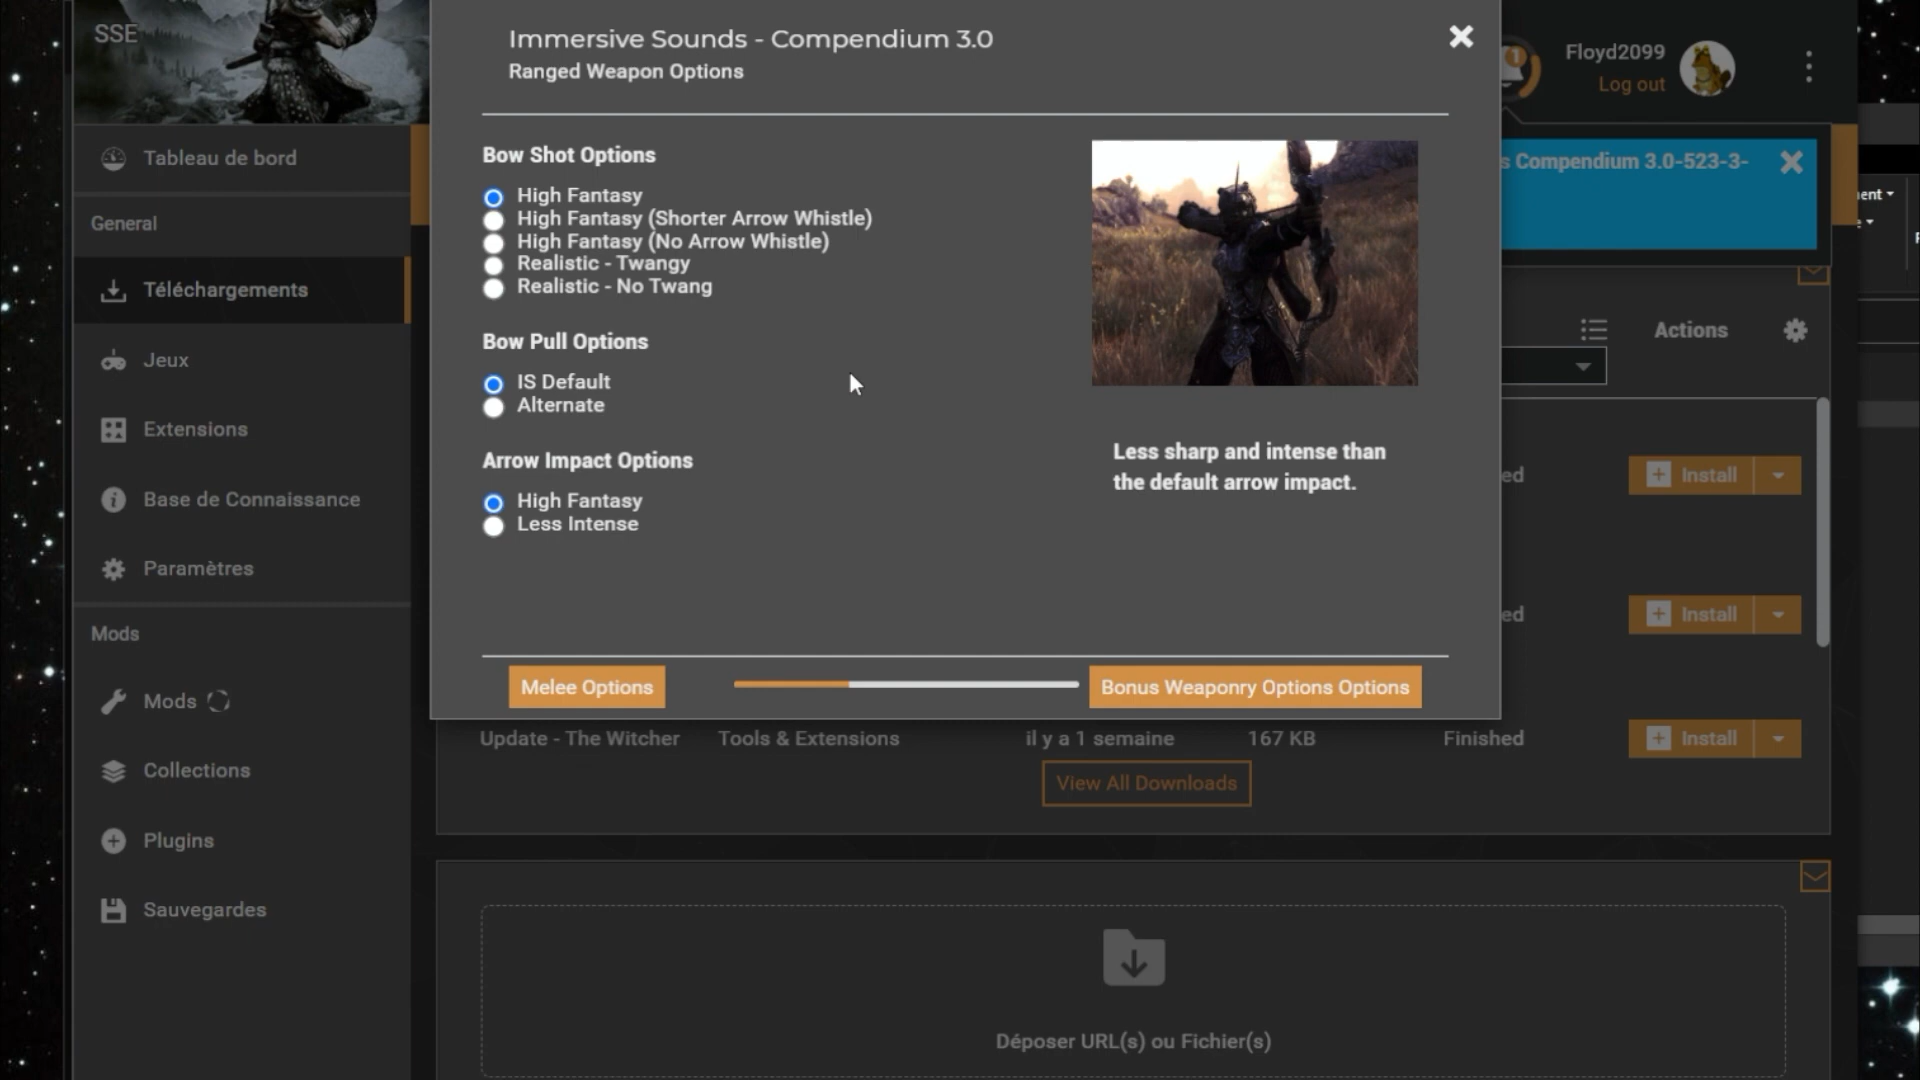 SSE
Immersive Sounds - Compendium 3.0
Ranged Weapon Options
Floyd2099
Log out
1
Tableau de bord
General
Téléchargements
Jeux
Extensions
Base de Connaissance
Paramètres
Mods
Mods
Collections
Plugins
Sauvegardes
Bow Shot Options
High Fantasy
High Fantasy (Shorter Arrow Whistle)
High Fantasy (No Arrow Whistle)
Realistic - Twangy
Realistic - No Twang
Bow Pull Options
IS Default
Alternate
Arrow Impact Options
High Fantasy
Less Intense
Less sharp and intense than
the default arrow impact.
Melee Options
Bonus Weaponry Options Options
s Compendium 3.0-523-3-
ent
Actions
ed
Install
ed
Install
Update - The Witcher Tools & Extensions il y a 1 semaine 167 KB Finished Install
View All Downloads
Déposer URL(s) ou Fichier(s)